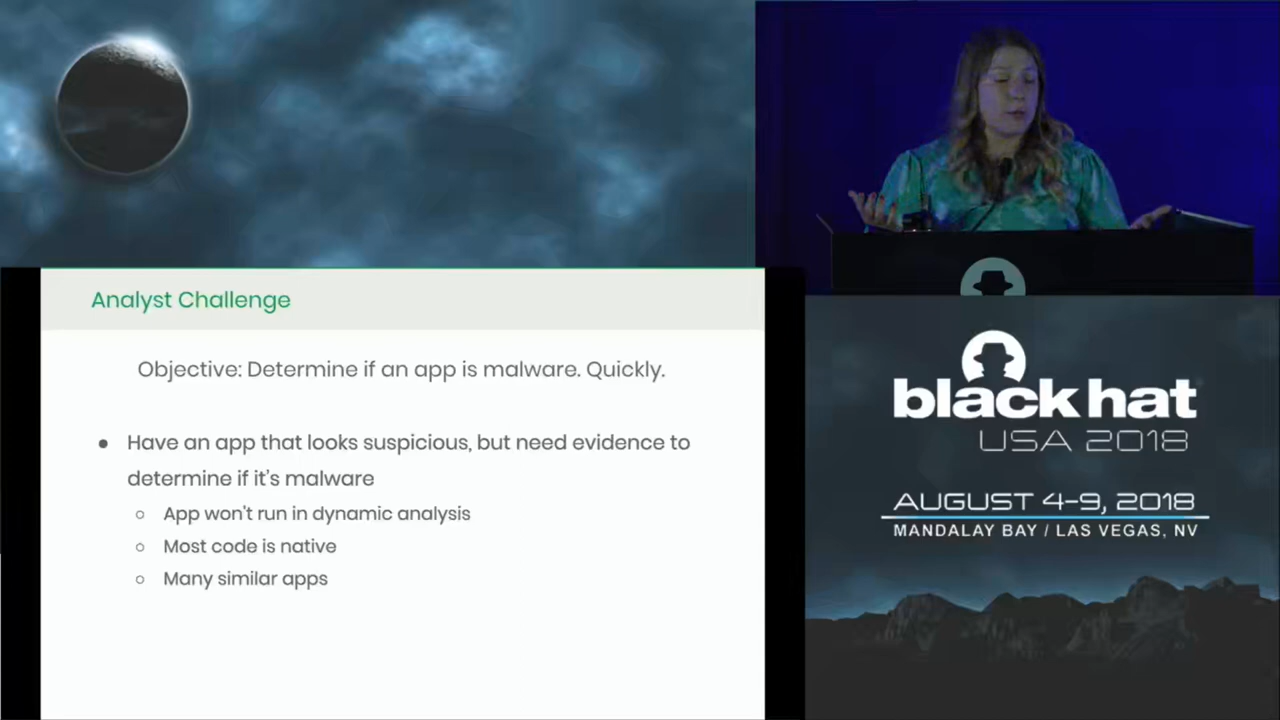 Analyst Challenge
Objective: Determine if an app is malware. Quickly.
● Have an app that looks suspicious, but need evidence to
determine if it's malware
○ App won't run in dynamic analysis
○ Most code is native
○ Many similar apps
black hat
USA 2018
AUGUST 4-9, 2018
MANDALAY BAY / LAS VEGAS, NV